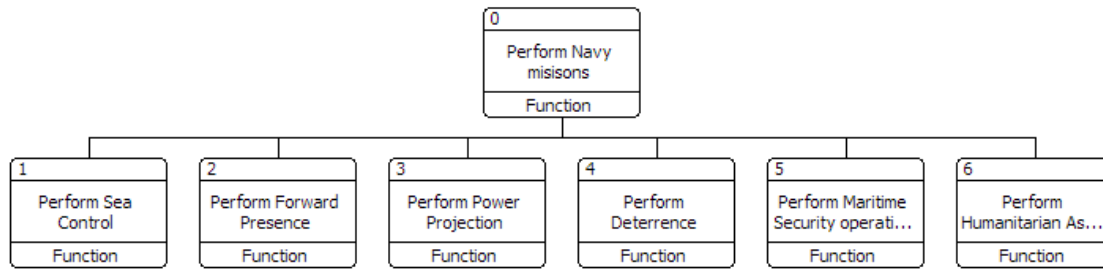 0
Perform Navy
misisons
Function
1
Perform Sea
Control
Function
2
Perform Forward
Presence
Function
3
Perform Power
Projection
Function
4
Perform
Deterrence
Function
5
Perform Maritime
Security operati...
Function
6
Perform
Humanitarian As...
Function